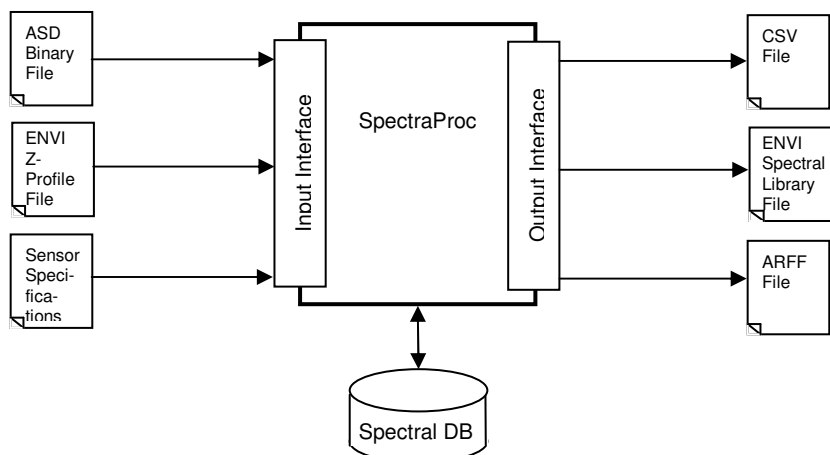 ASD
Binary
File
ENVI
Z-
Profile
File
Sensor
Speci-
fica-
tions
Input Interface
SpectraProc
Output Interface
CSV
File
ENVI
Spectral
Library
File
ARFF
File
Spectral DB